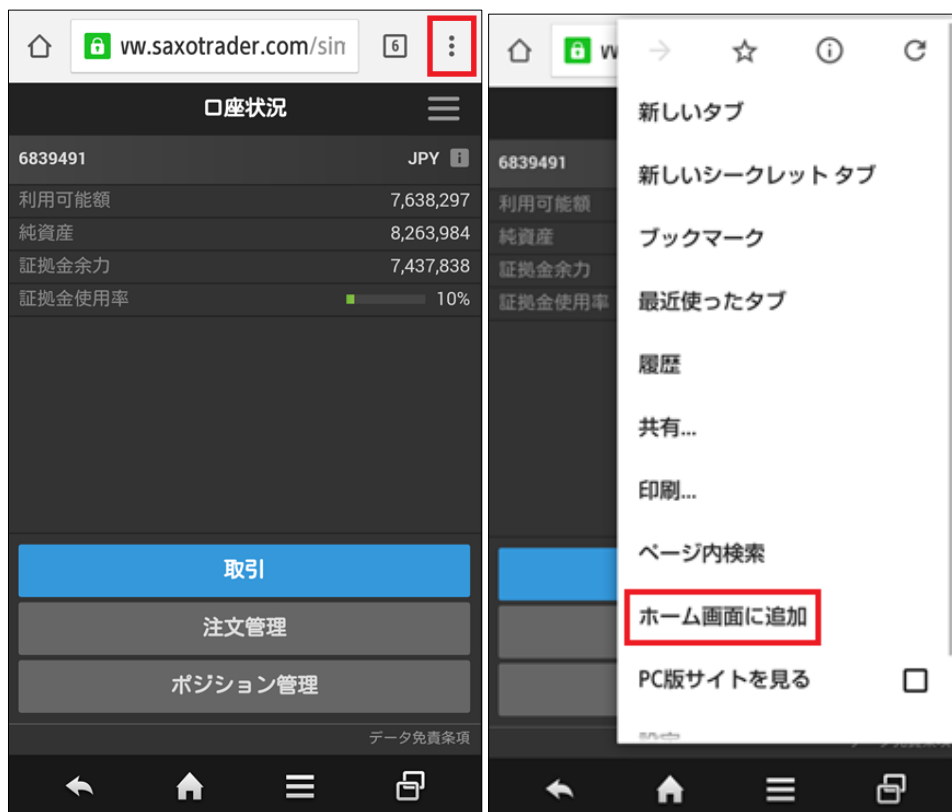 vw.saxotrader.com/sim
6
口座状況
6839491 JPY i
利用可能額 7,638,297
純資産 8,263,984
証拠金余力 7,437,838
証拠金使用率 10%
取引
注文管理
ポジション管理
データ免責条項
新しいタブ
6839491
新しいシークレット タブ
利用可能額
純資産
ブックマーク
証拠金余力
証拠金使用率
最近使ったタブ
履歴
共有...
印刷...
ページ内検索
ホーム画面に追加
PC版サイトを見る
設定